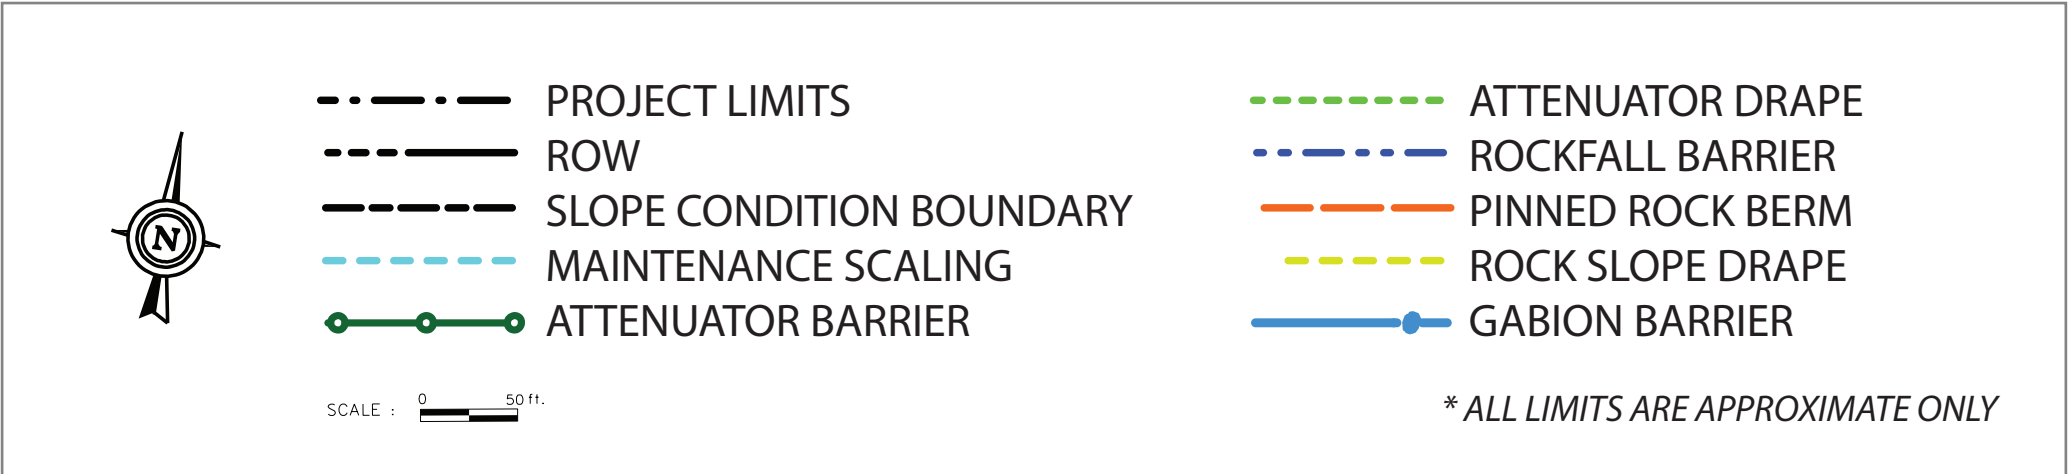 N
PROJECT LIMITS
ROW
SLOPE CONDITION BOUNDARY
MAINTENANCE SCALING
ATTENUATOR BARRIER
ATTENUATOR DRAPE
ROCKFALL BARRIER
PINNED ROCK BERM
ROCK SLOPE DRAPE
GABION BARRIER
SCALE : 0 50 ft.
* ALL LIMITS ARE APPROXIMATE ONLY